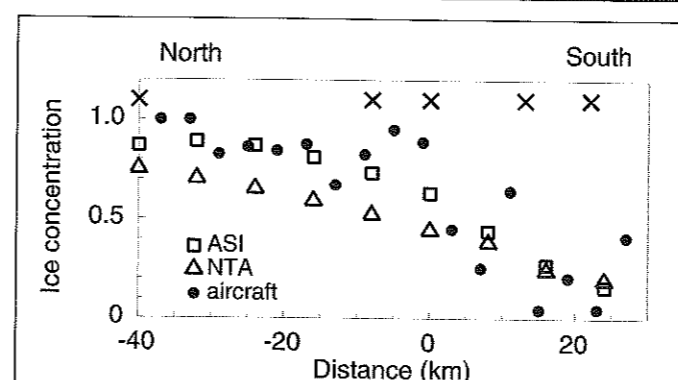 North South
Ice concentration
1.0
0.5
0
ASI
NTA
aircraft
-40 -20 0 20
Distance (km)